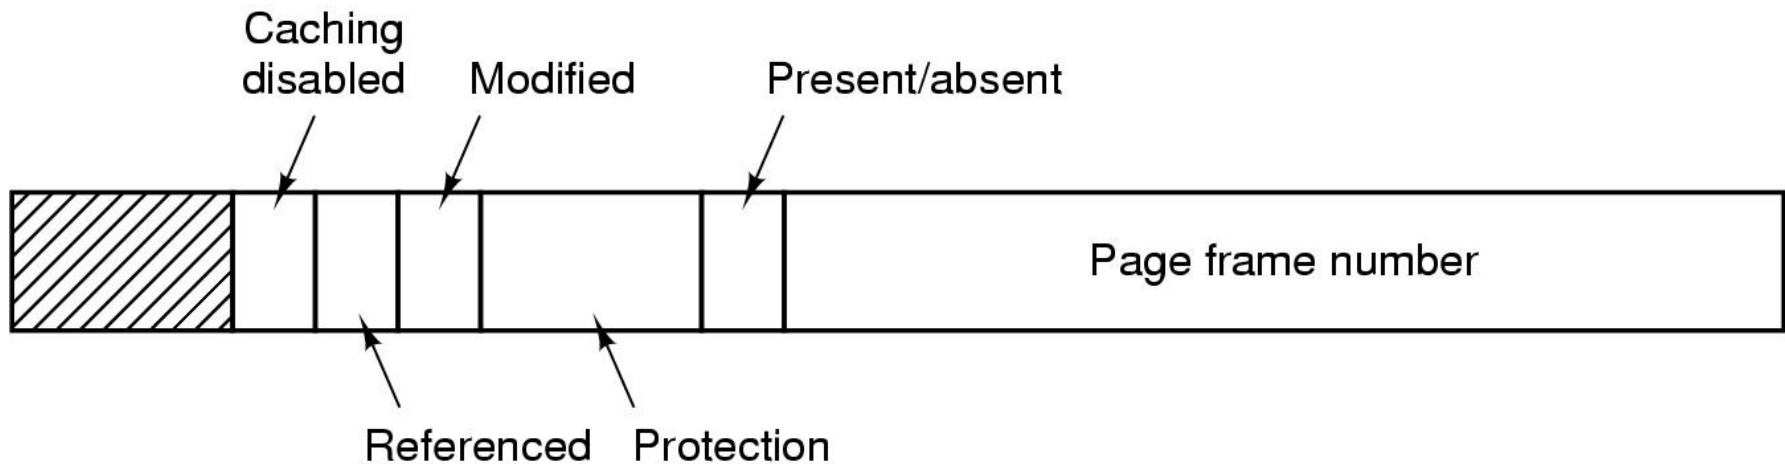 Caching
disabled
Modified
Present/absent
Page frame number
Referenced
Protection